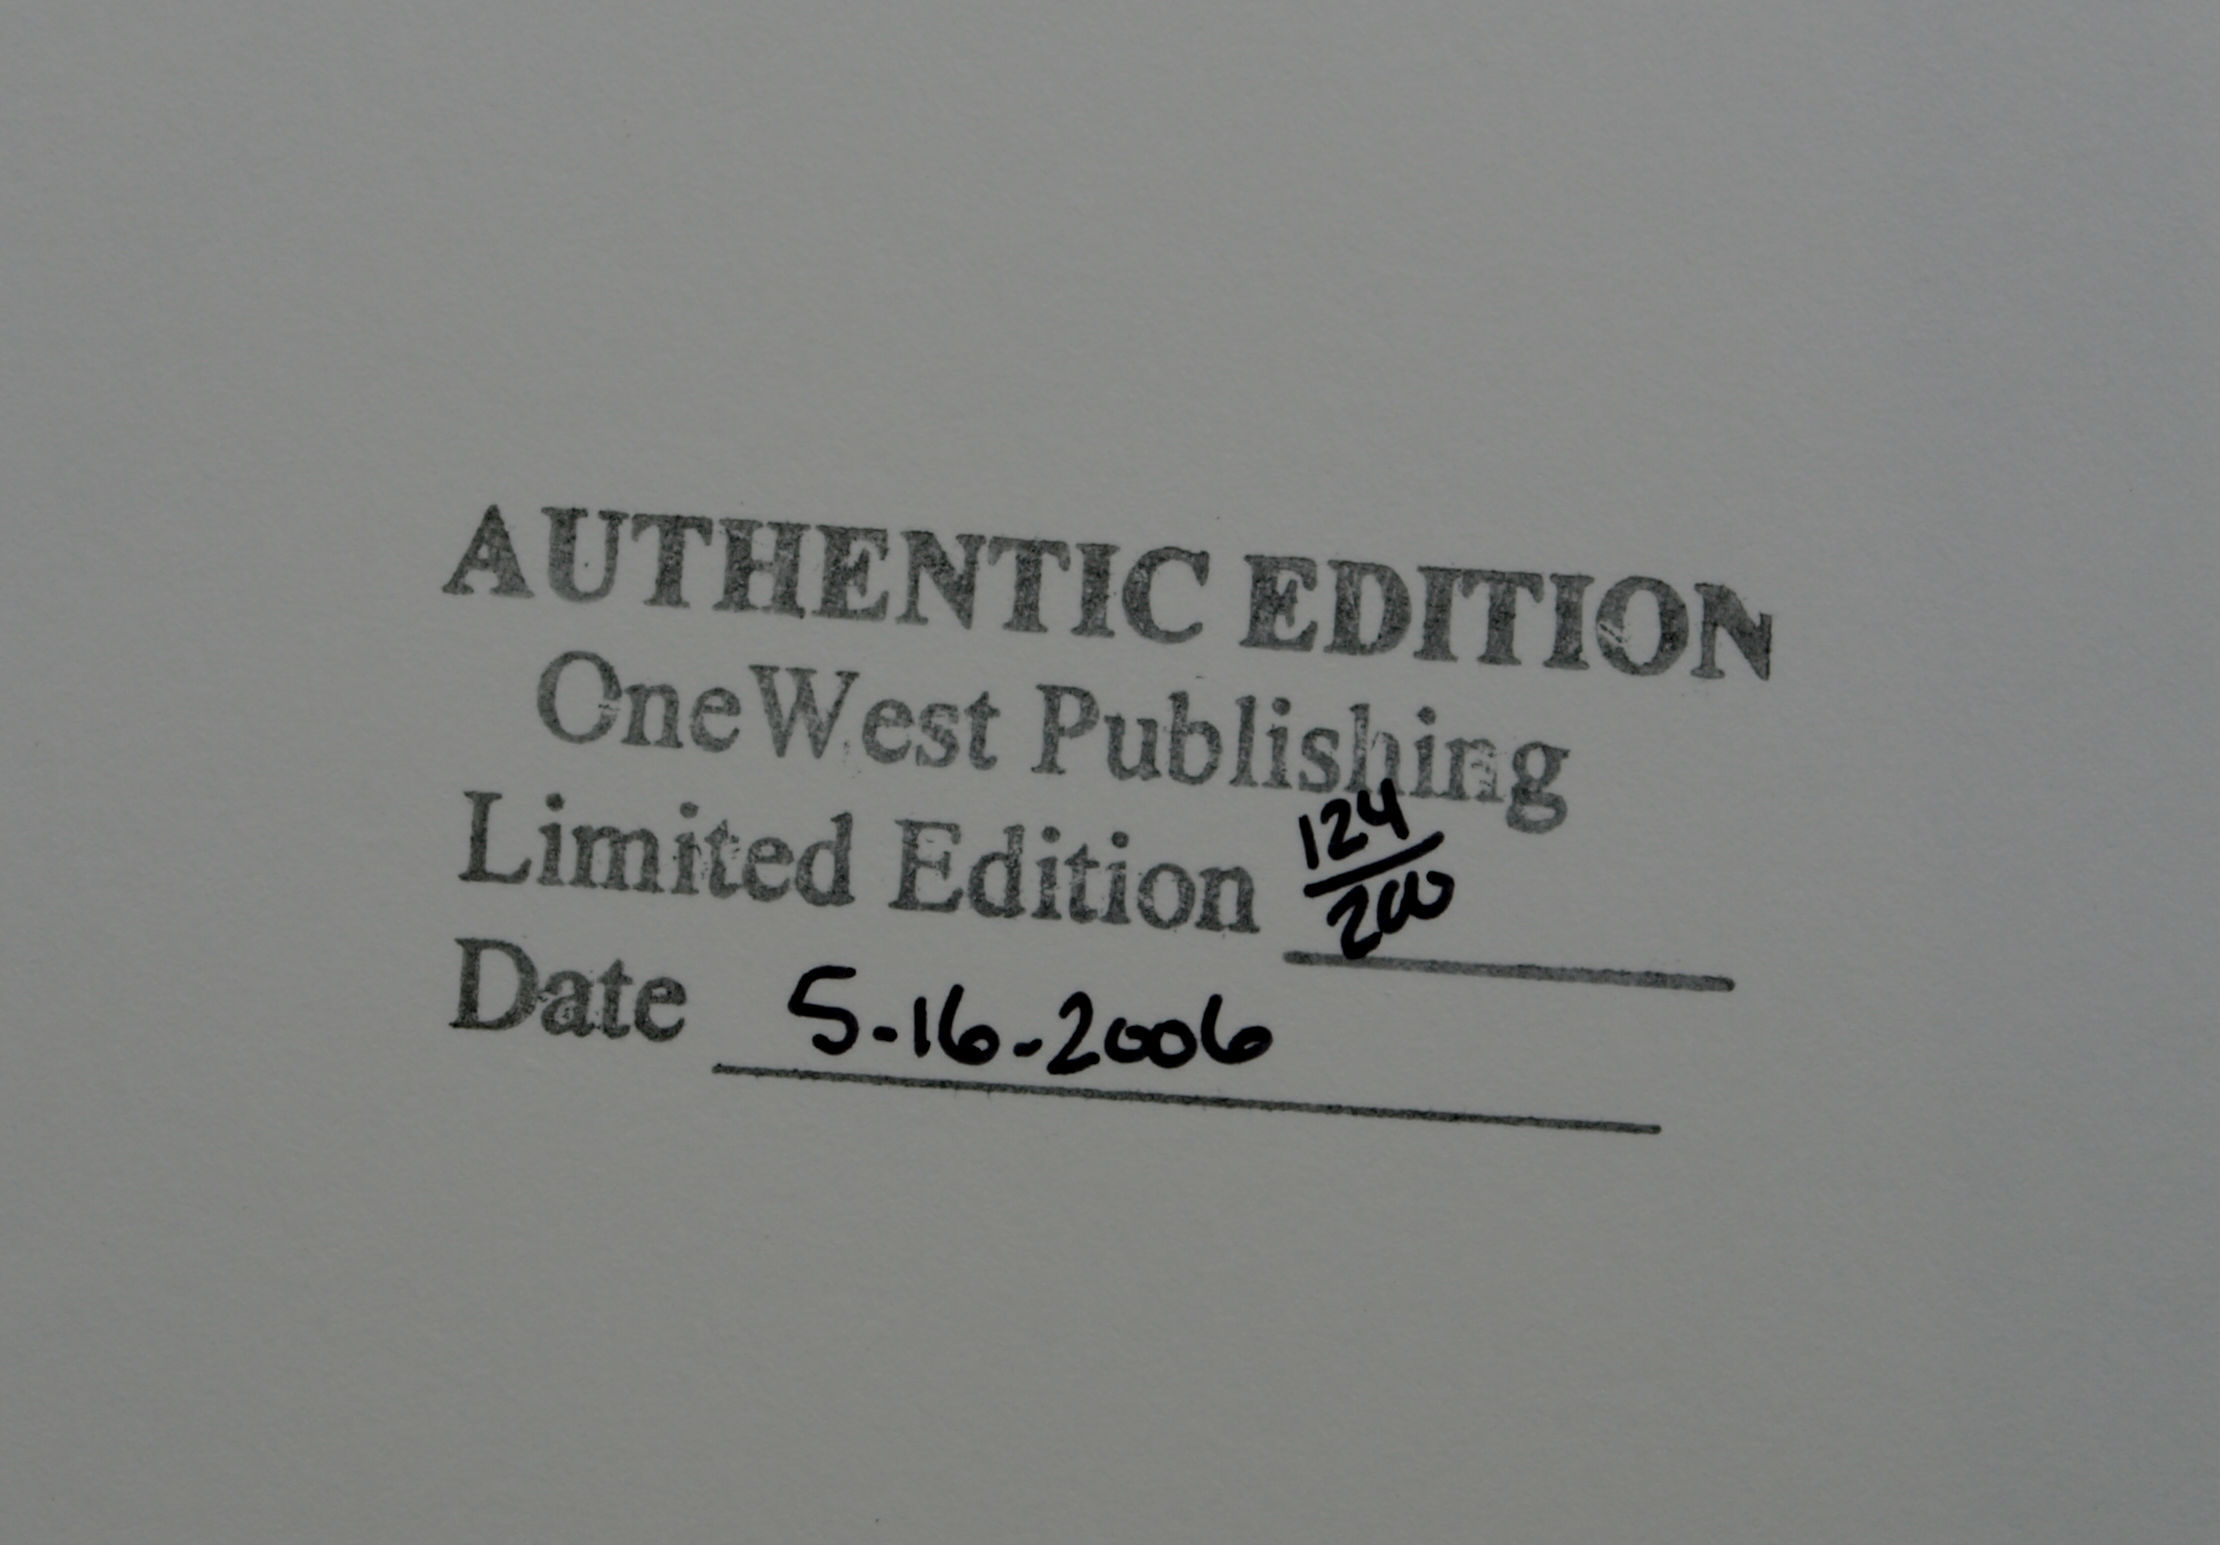 AUTHENTIC EDITION
OneWest Publishing
Limited Edition 124/200
Date 5-16-2006